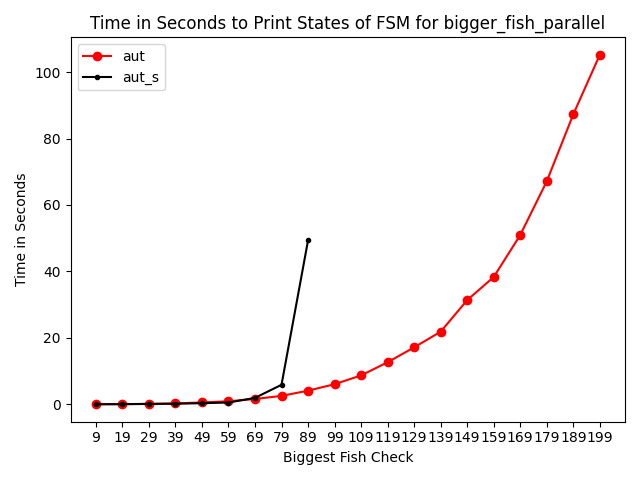 Time in Seconds to Print States of FSM for bigger_fish_parallel
aut
aut_s
100
80
60
40
20
0
Time in Seconds
9 19 29 39 49 59 69 79 89 99 109 119 129 139 149 159 169 179 189 199
Biggest Fish Check